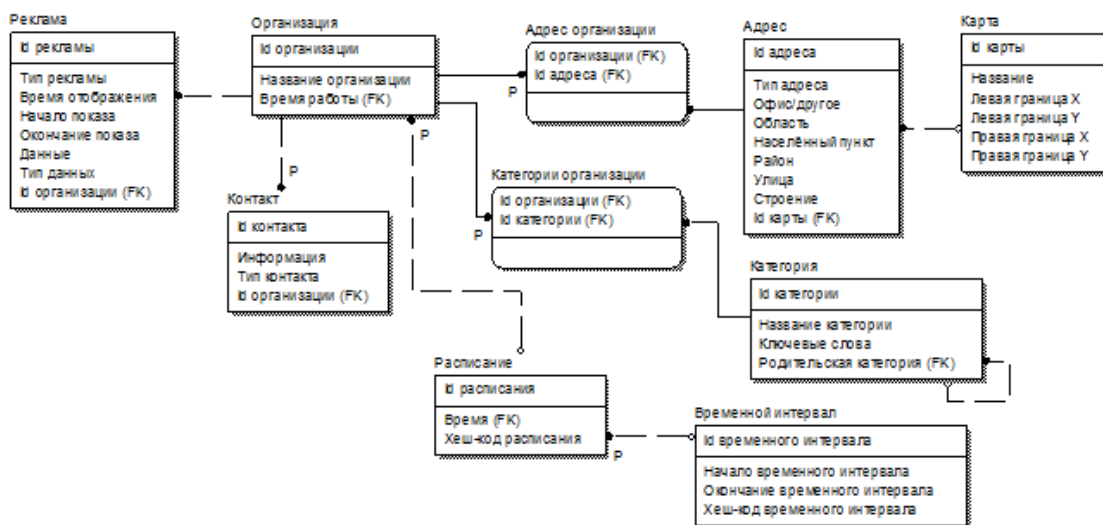 Реклама
Id рекламы
Тип рекламы
Время отображения
Начало показа
Окончание показа
Данные
Тип данных
Id организации (FK)
Организация
Id организации
Название организации
Время работы (FK)
P
P
P
P
Контакт
Id контакта
Информация
Тип контакта
Id организации (FK)
Адрес организации
Id организации (FK)
Id адреса (FK)
Категории организации
Id организации (FK)
Id категории (FK)
Адрес
Id адреса
Тип адреса
Офис/другое
Область
Населённый пункт
Район
Улица
Строение
Id карты (FK)
Карта
Id карты
Название
Левая граница X
Левая граница Y
Правая граница X
Правая граница Y
Категория
Id категории
Название категории
Ключевые слова
Родительская категория (FK)
Расписание
Id расписания
Время (FK)
Хеш-код расписания
P
Временной интервал
Id временного интервала
Начало временного интервала
Окончание временного интервала
Хеш-код временного интервала